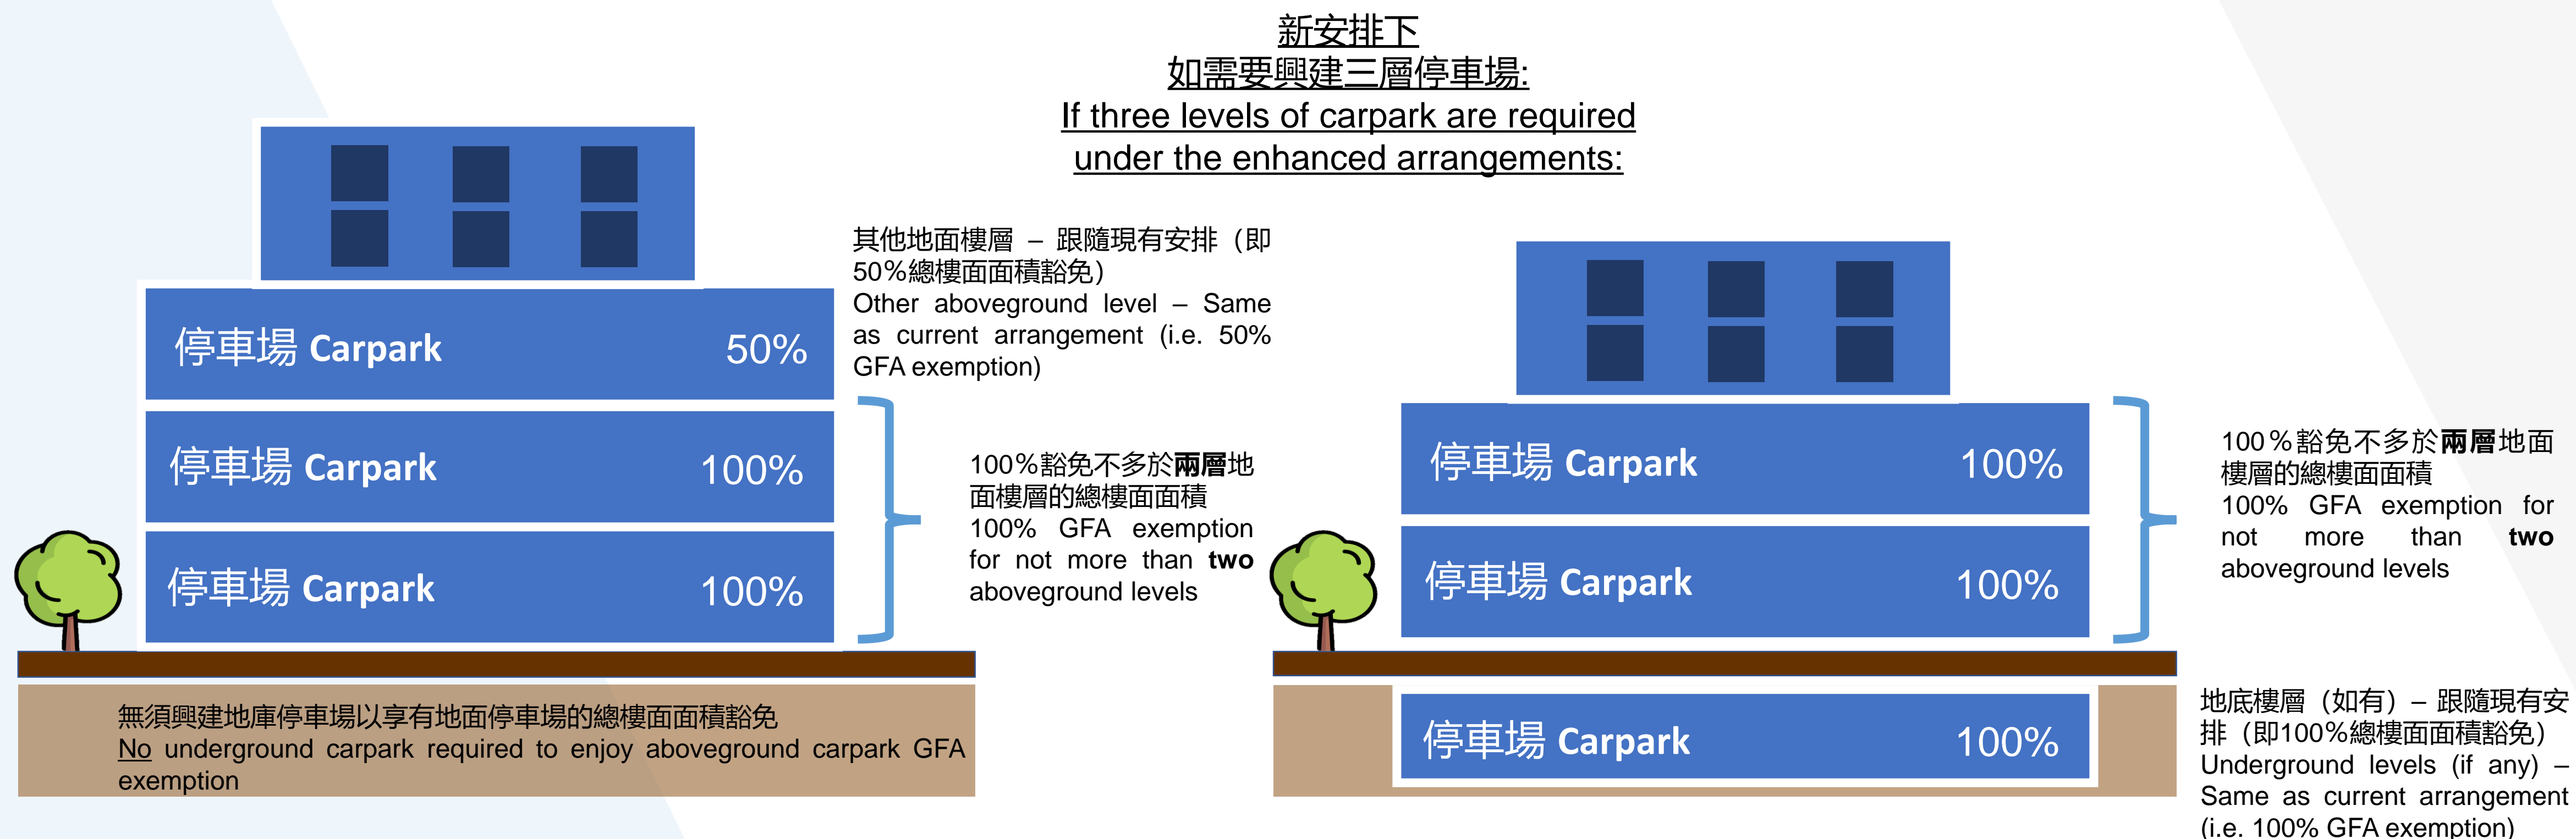 新安排下
如需要興建三層停車場:
If three levels of carpark are required
under the enhanced arrangements:
其他地面樓層 – 跟隨現有安排（即
50%總樓面面積豁免）
Other aboveground level – Same
as current arrangement (i.e. 50%
GFA exemption)
停車場 Carpark 50%
停車場 Carpark 100%
停車場 Carpark 100%
100%豁免不多於兩層地
面樓層的總樓面面積
100% GFA exemption
for not more than two
aboveground levels
無須興建地庫停車場以享有地面停車場的總樓面面積豁免
No underground carpark required to enjoy aboveground carpark GFA
exemption
停車場 Carpark 100%
停車場 Carpark 100%
100%豁免不多於兩層地面
樓層的總樓面面積
100% GFA exemption for
not more than two
aboveground levels
停車場 Carpark 100%
地底樓層（如有）– 跟隨現有安
排（即100%總樓面面積豁免）
Underground levels (if any) –
Same as current arrangement
(i.e. 100% GFA exemption)